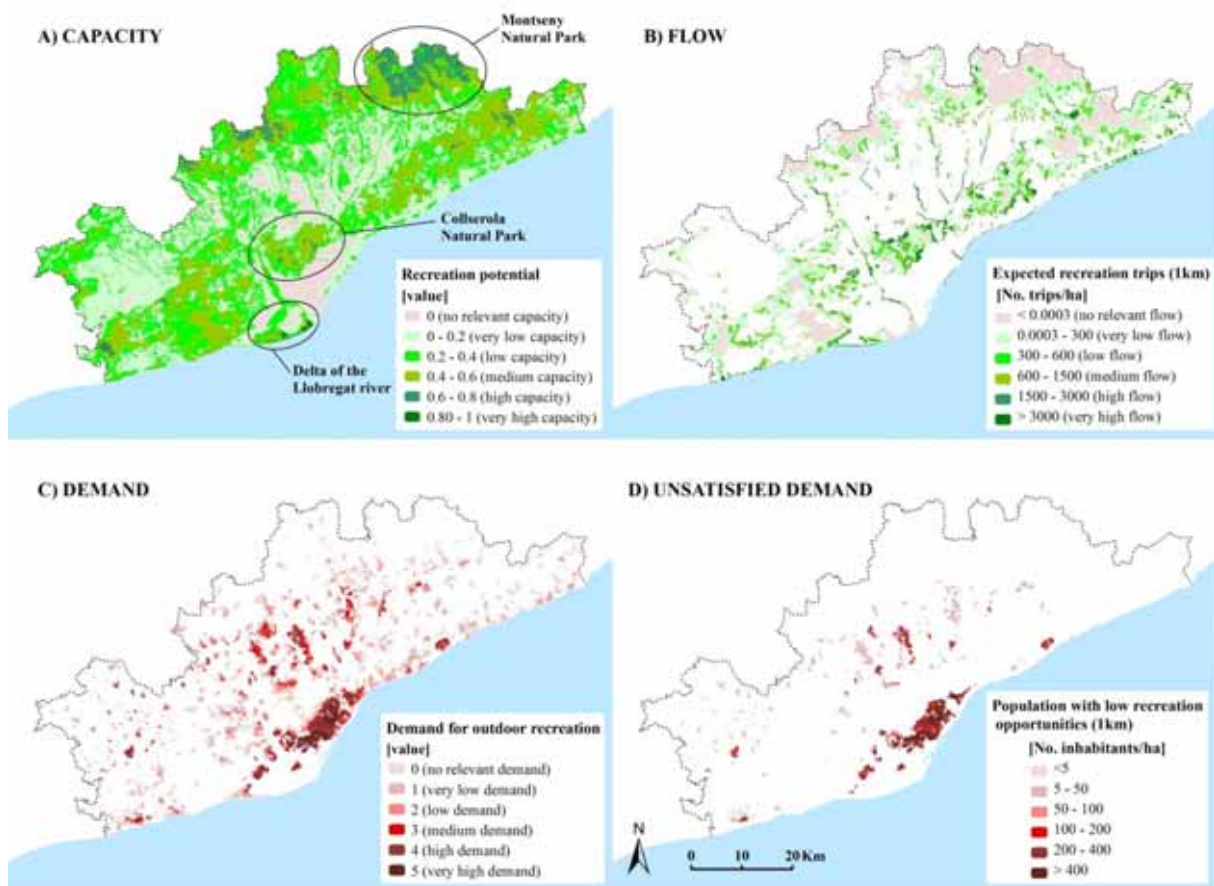 A) CAPACITY
Montseny
Natural Park
Collserola
Natural Park
Delta of the
Llobregat river
Recreation potential
[value]
0 (no relevant capacity)
0 - 0.2 (very low capacity)
0.2 - 0.4 (low capacity)
0.4 - 0.6 (medium capacity)
0.6 - 0.8 (high capacity)
0.80 - 1 (very high capacity)
B) FLOW
Expected recreation trips (1km)
[No. trips/ha]
< 0.0003 (no relevant flow)
0.0003 - 300 (very low flow)
300 - 600 (low flow)
600 - 1500 (medium flow)
1500 - 3000 (high flow)
> 3000 (very high flow)
C) DEMAND
Demand for outdoor recreation
[value]
0 (no relevant demand)
1 (very low demand)
2 (low demand)
3 (medium demand)
4 (high demand)
5 (very high demand)
D) UNSATISFIED DEMAND
Population with low recreation
opportunities (1km)
[No. inhabitants/ha]
<5
5 - 50
50 - 100
100 - 200
200 - 400
> 400
N
0 10 20 Km